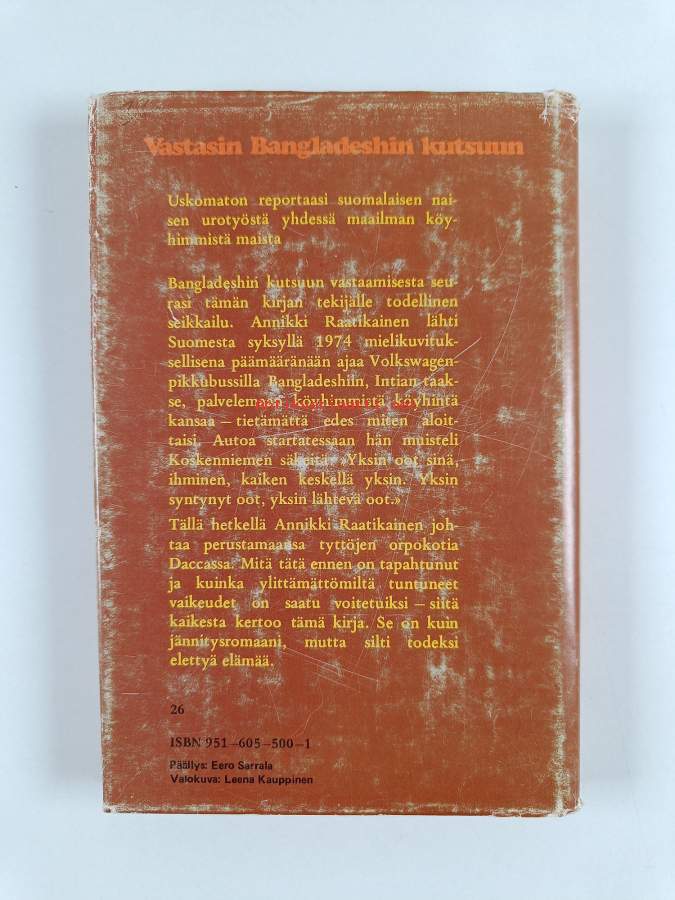 Vastasin Bangladeshin kutsuun
Uskomaton reportaasi suomalaisen nai-
sen urotyöstä yhdessä maailman köy-
himmistä maista
Bangladeshin kutsuun vastaamisesta seu-
rasi tämän kirjan tekijälle todellinen
seikkailu. Annikki Raatikainen lähti
Suomesta syksyllä 1974 mielikuvituk-
sellisena päämääränään ajaa Volkswagen-
pikkubussilla Bangladeshiin, Intian taak-
se, palvelemaan köyhimmistä köyhintä
kansaa — tietämättä edes miten aloit-
taisi. Autoa startatessaan hän muisteli
Koskenniemen säkeitä: »Yksin oot sinä,
ihminen, kaiken keskellä yksin. Yksin
syntynyt oot, yksin lähtevä oot.»
Tällä hetkellä Annikki Raatikainen joh-
taa perustamaansa tyttöjen orpokotia
Daccassa. Mitä tätä ennen on tapahtunut
ja kuinka ylittämättömiltä tuntuneet
vaikeudet on saatu voitetuiksi — siitä
kaikesta kertoo tämä kirja. Se on kuin
jännitysromaani, mutta silti todeksi
elettyä elämää.
26
ISBN 951—605—500—1
Päällys: Eero Sarrala
Valokuva: Leena Kauppinen